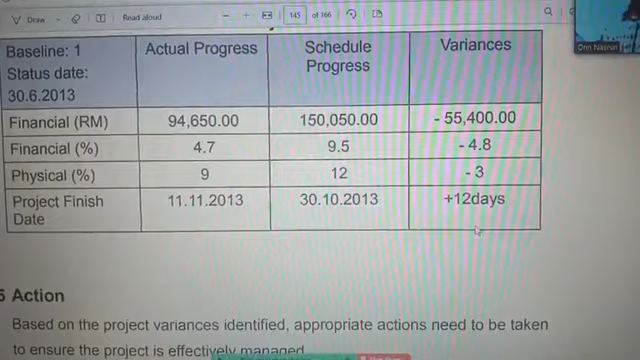 Draw
Read aloud
145 of 166
Onn Nasrun
Baseline: 1
Status date:
30.6.2013
Actual Progress
Schedule
Progress
Variances
Financial (RM) 94,650.00 150,050.00 - 55,400.00
Financial (%) 4.7 9.5 - 4.8
Physical (%) 9 12 - 3
Project Finish
Date
11.11.2013 30.10.2013 +12days
5 Action
Based on the project variances identified, appropriate actions need to be taken
to ensure the project is effectively managed